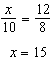 x/10 = 12/8
x = 15